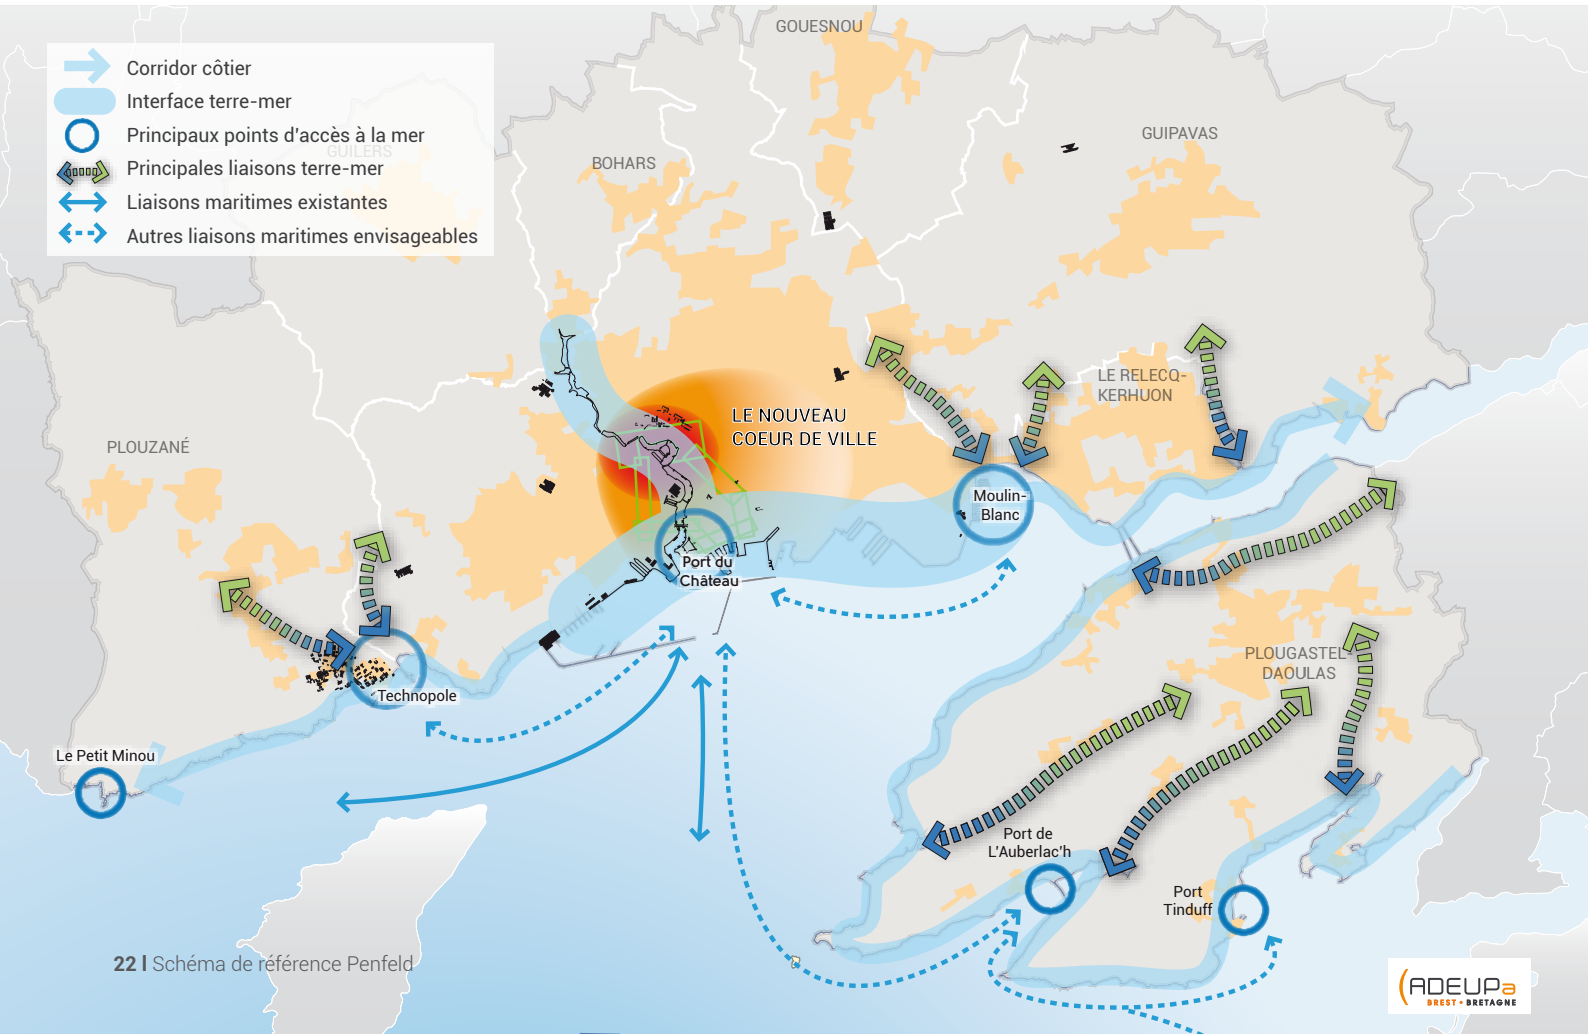 GOUESNOU
Corridor côtier
Interface terre-mer
Principaux points d'accès à la mer
GUILERS
Principales liaisons terre-mer
Liaisons maritimes existantes
Autres liaisons maritimes envisageables
BOHARS
GUIPAVAS
LE RELECQ-
KERHUON
LE NOUVEAU
COEUR DE VILLE
PLOUZANÉ
Moulin-
Blanc
Port du
Château
PLOUGASTEL-
DAOULAS
Technopole
Le Petit Minou
Port de
L'Auberlac'h
Port
Tinduff
22 I Schéma de référence Penfeld
ADEUPa
BREST • BRETAGNE